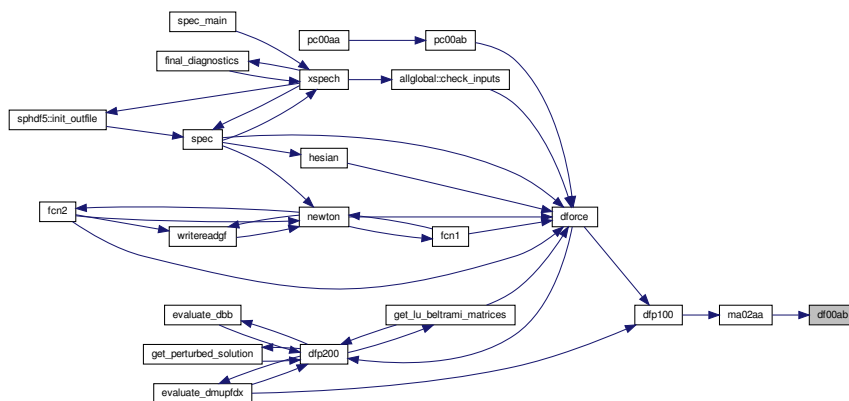 spec_main
pc00aa
pc00ab
final_diagnostics
xspech
allglobal::check_inputs
sphdf5::init_outfile
spec
hesian
fcn2
newton
dforce
writereadgf
fcn1
evaluate_dbb
get_lu_beltrami_matrices
dfp100
ma02aa
df00ab
get_perturbed_solution
dfp200
evaluate_dmupfdx